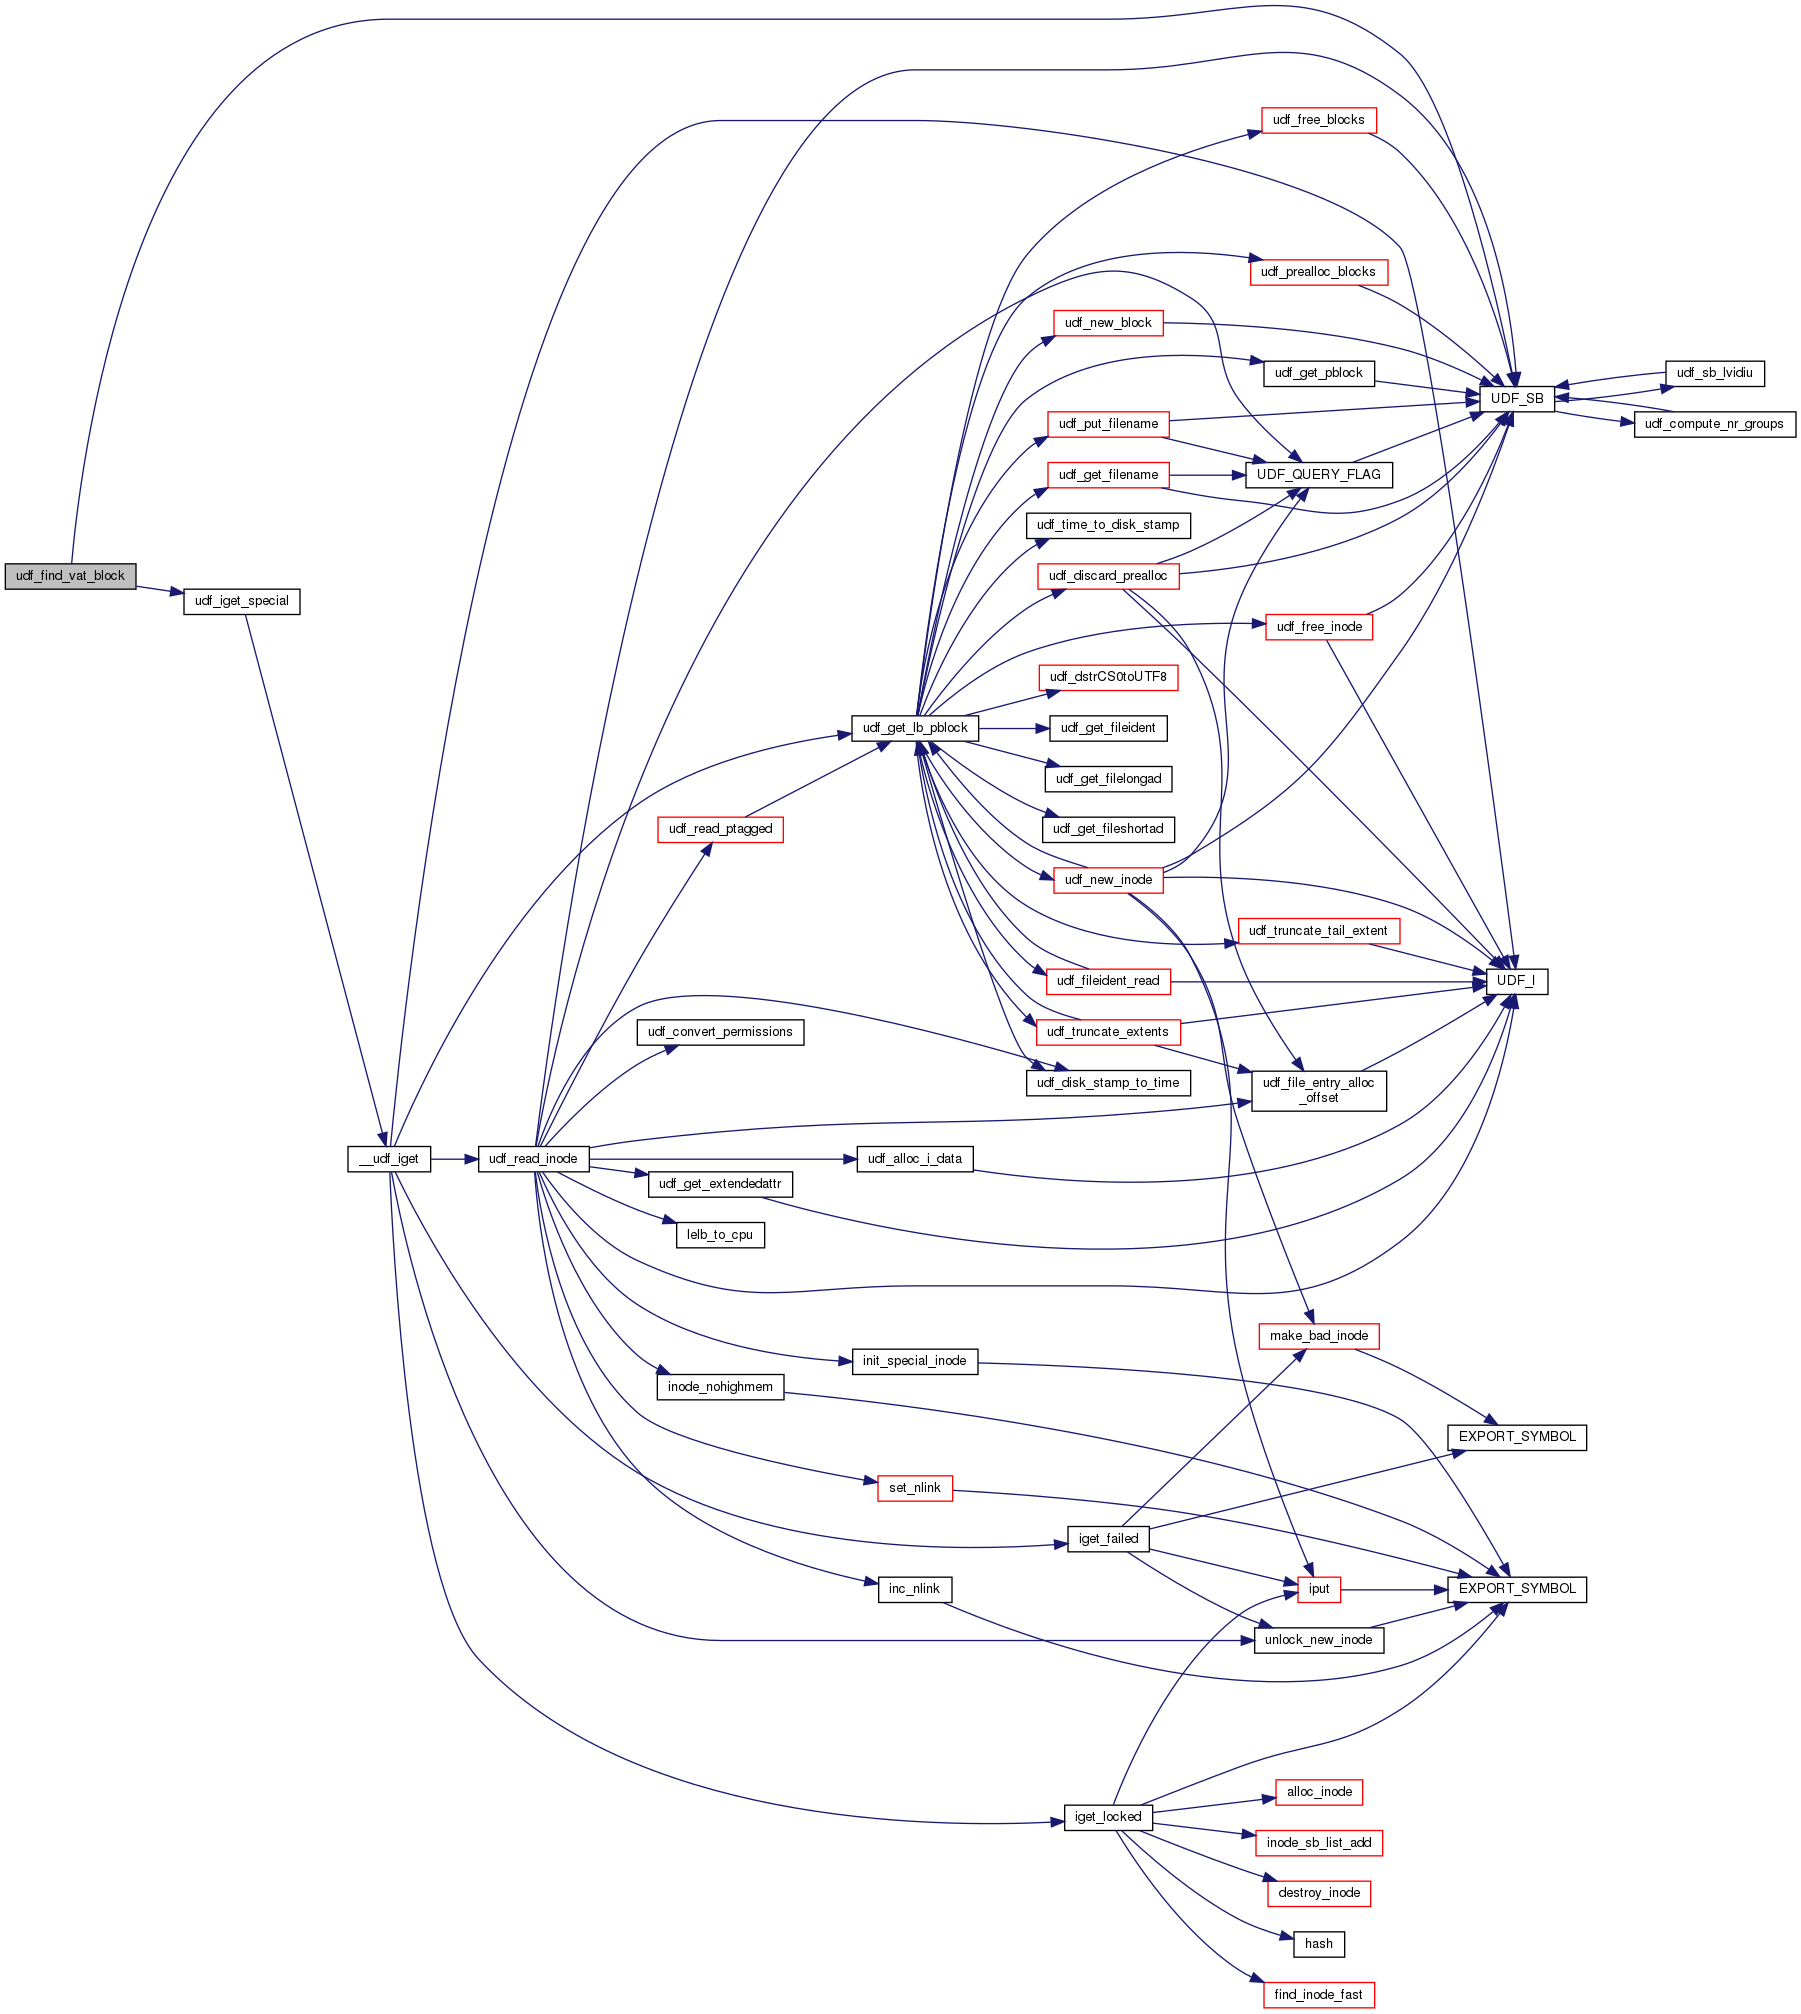 udf_free_blocks
udf_prealloc_blocks
udf_new_block
udf_get_pblock
udf_sb_lvidiu
UDF_SB
udf_put_filename
udf_compute_nr_groups
udf_get_filename
UDF_QUERY_FLAG
udf_time_to_disk_stamp
udf_find_vat_block
udf_discard_prealloc
udf_iget_special
udf_free_inode
udf_dstrCS0toUTF8
udf_get_lb_pblock
udf_get_fileident
udf_get_filelongad
udf_read_ptagged
udf_get_fileshortad
udf_new_inode
udf_truncate_tail_extent
udf_fileident_read
UDF_I
udf_convert_permissions
udf_truncate_extents
udf_disk_stamp_to_time
udf_file_entry_alloc
_offset
__udf_iget
udf_read_inode
udf_alloc_i_data
udf_get_extendedattr
lelb_to_cpu
make_bad_inode
init_special_inode
inode_nohighmem
EXPORT_SYMBOL
set_nlink
iget_failed
inc_nlink
iput
EXPORT_SYMBOL
unlock_new_inode
alloc_inode
iget_locked
inode_sb_list_add
destroy_inode
hash
find_inode_fast